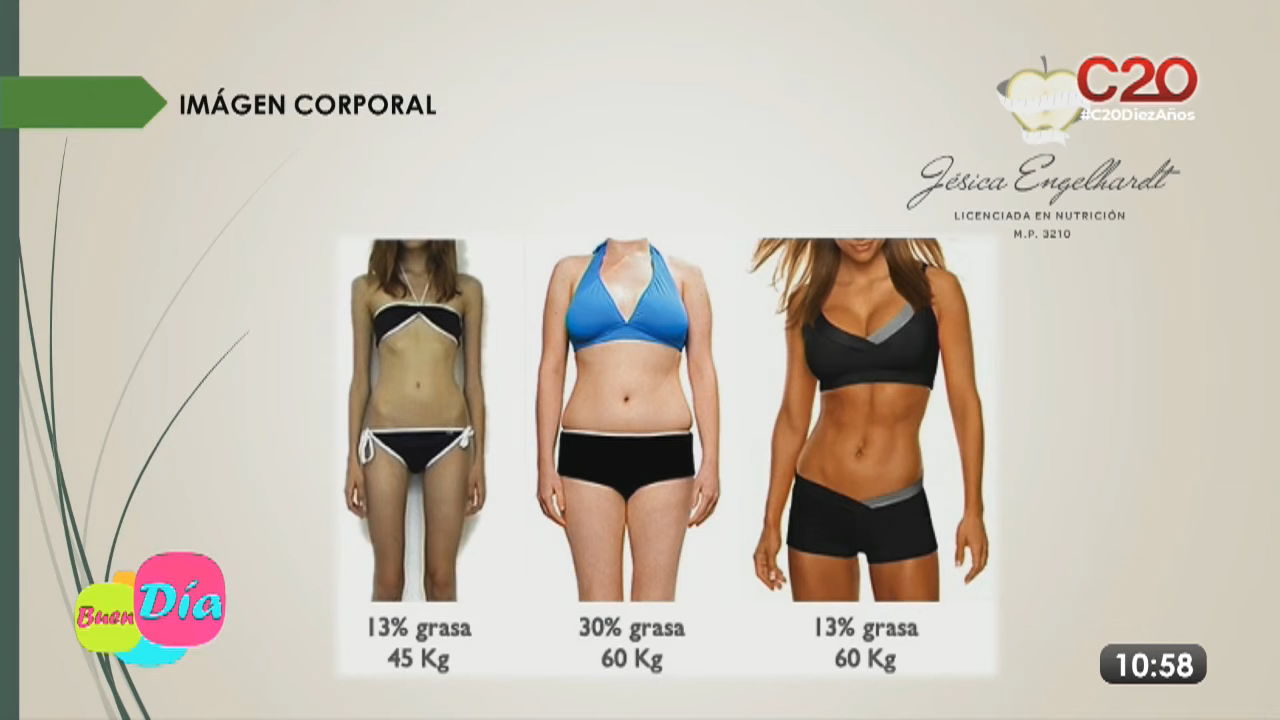 IMÁGEN CORPORAL
C20
#C20DiezAños
Jésica Engelhardt
LICENCIADA EN NUTRICIÓN
M.P. 3210
13% grasa
45 Kg
30% grasa
60 Kg
13% grasa
60 Kg
Buen Día
10:58